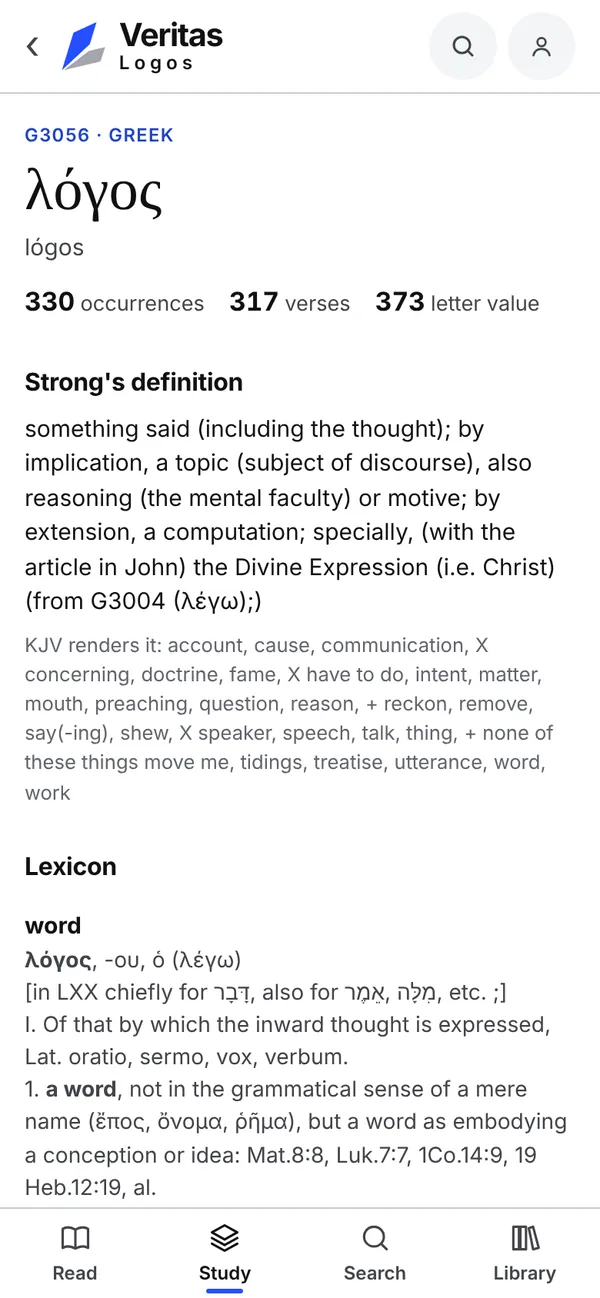 Veritas
Logos
G3056 · GREEK
λόγος
lógos
330 occurrences 317 verses 373 letter value
Strong's definition
something said (including the thought); by
implication, a topic (subject of discourse), also
reasoning (the mental faculty) or motive; by
extension, a computation; specially, (with the
article in John) the Divine Expression (i.e. Christ)
(from G3004 (λέγω);)
KJV renders it: account, cause, communication, X
concerning, doctrine, fame, X have to do, intent, matter,
mouth, preaching, question, reason, + reckon, remove,
say(-ing), shew, X speaker, speech, talk, thing, + none of
these things move me, tidings, treatise, utterance, word,
work
Lexicon
word
λόγος, -ου, ὁ (λέγω)
[in LXX chiefly for דָּבָר, also for אֵמֶר, מִלָּה, etc. ;]
I. Of that by which the inward thought is expressed,
Lat. oratio, sermo, vox, verbum.
1. a word, not in the grammatical sense of a mere
name (ἔπος, ὄνομα, ῥῆμα), but a word as embodying
a conception or idea: Mat.8:8, Luk.7:7, 1Co.14:9, 19
Heb.12:19, al.
Read Study Search Library